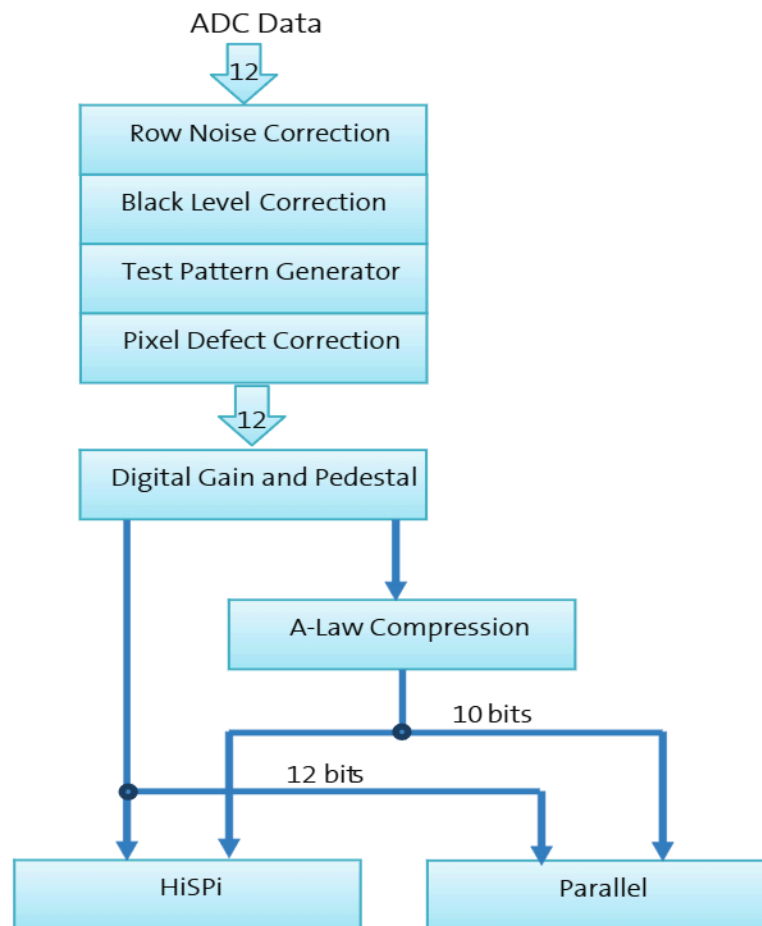 ADC Data
12
Row Noise Correction
Black Level Correction
Test Pattern Generator
Pixel Defect Correction
12
Digital Gain and Pedestal
A-Law Compression
10 bits
12 bits
HiSPi
Parallel